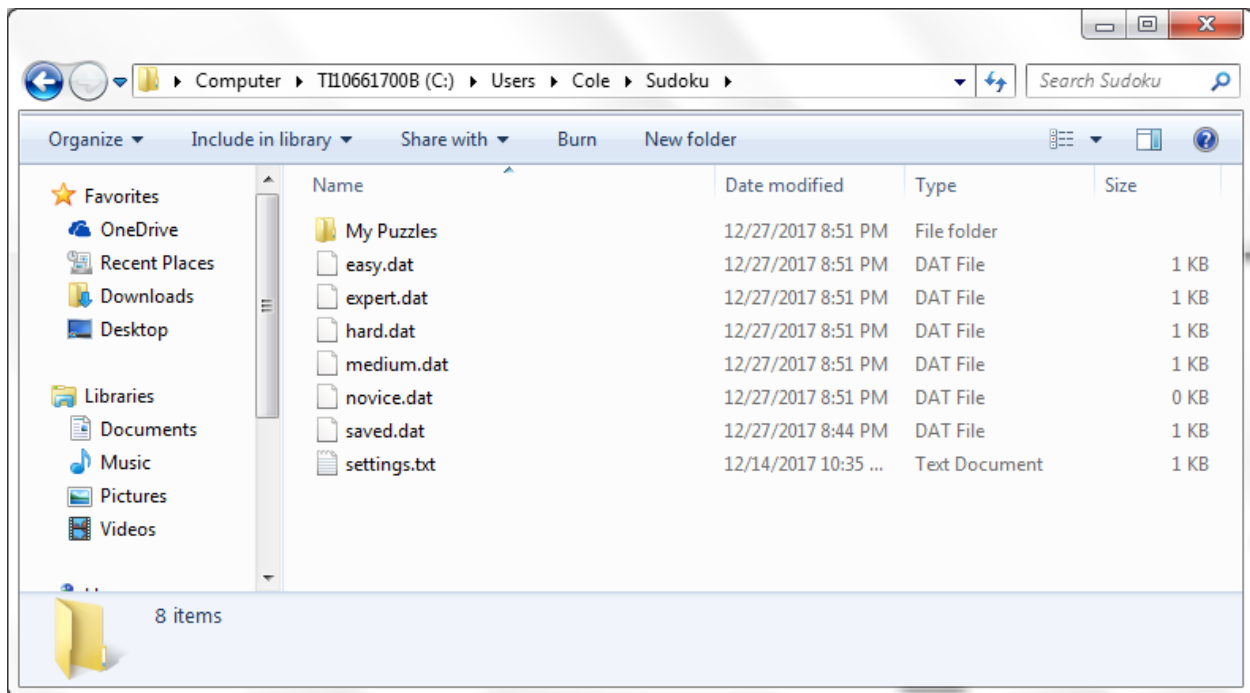 Computer TI10661700B (C:) Users Cole Sudoku Search Sudoku
Organize Include in library Share with Burn New folder
Favorites
OneDrive
Recent Places
Downloads
Desktop
Libraries
Documents
Music
Pictures
Videos
Name Date modified Type Size
My Puzzles 12/27/2017 8:51 PM File folder
easy.dat 12/27/2017 8:51 PM DAT File 1 KB
expert.dat 12/27/2017 8:51 PM DAT File 1 KB
hard.dat 12/27/2017 8:51 PM DAT File 1 KB
medium.dat 12/27/2017 8:51 PM DAT File 1 KB
novice.dat 12/27/2017 8:51 PM DAT File 0 KB
saved.dat 12/27/2017 8:44 PM DAT File 1 KB
settings.txt 12/14/2017 10:35 ... Text Document 1 KB
8 items